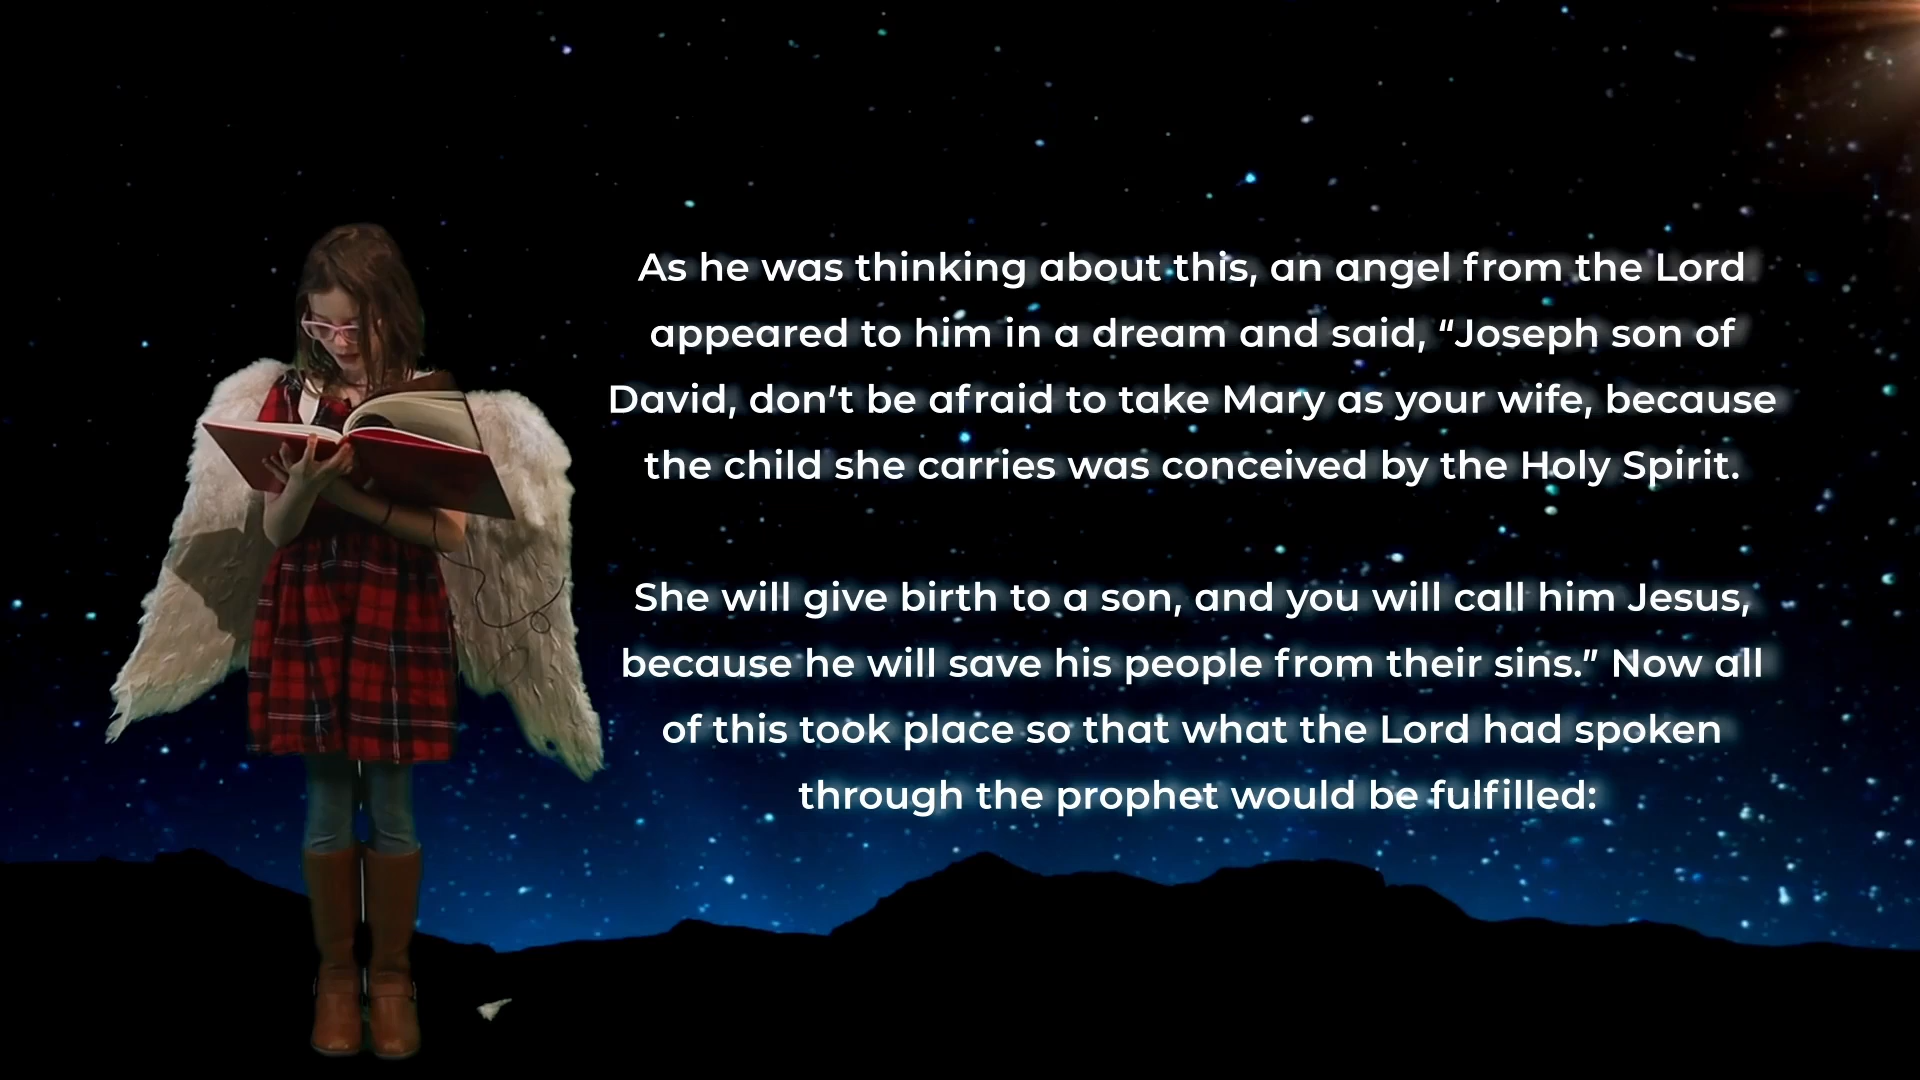 As he was thinking about this, an angel from the Lord
appeared to him in a dream and said, “Joseph son of
David, don’t be afraid to take Mary as your wife, because
the child she carries was conceived by the Holy Spirit.
She will give birth to a son, and you will call him Jesus,
because he will save his people from their sins.” Now all
of this took place so that what the Lord had spoken
through the prophet would be fulfilled: